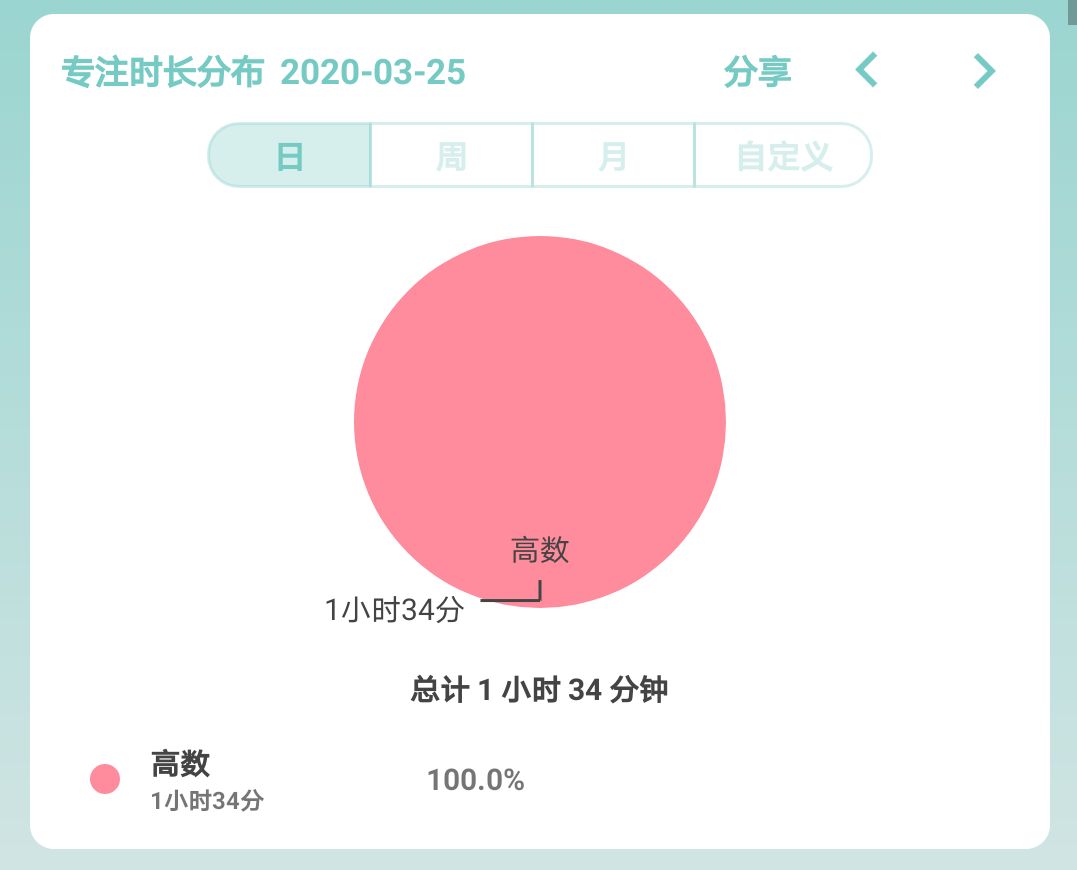 专注时长分布 2020-03-25 分享
日 周 月 自定义
高数
1小时34分
总计 1 小时 34 分钟
高数
1小时34分
100.0%